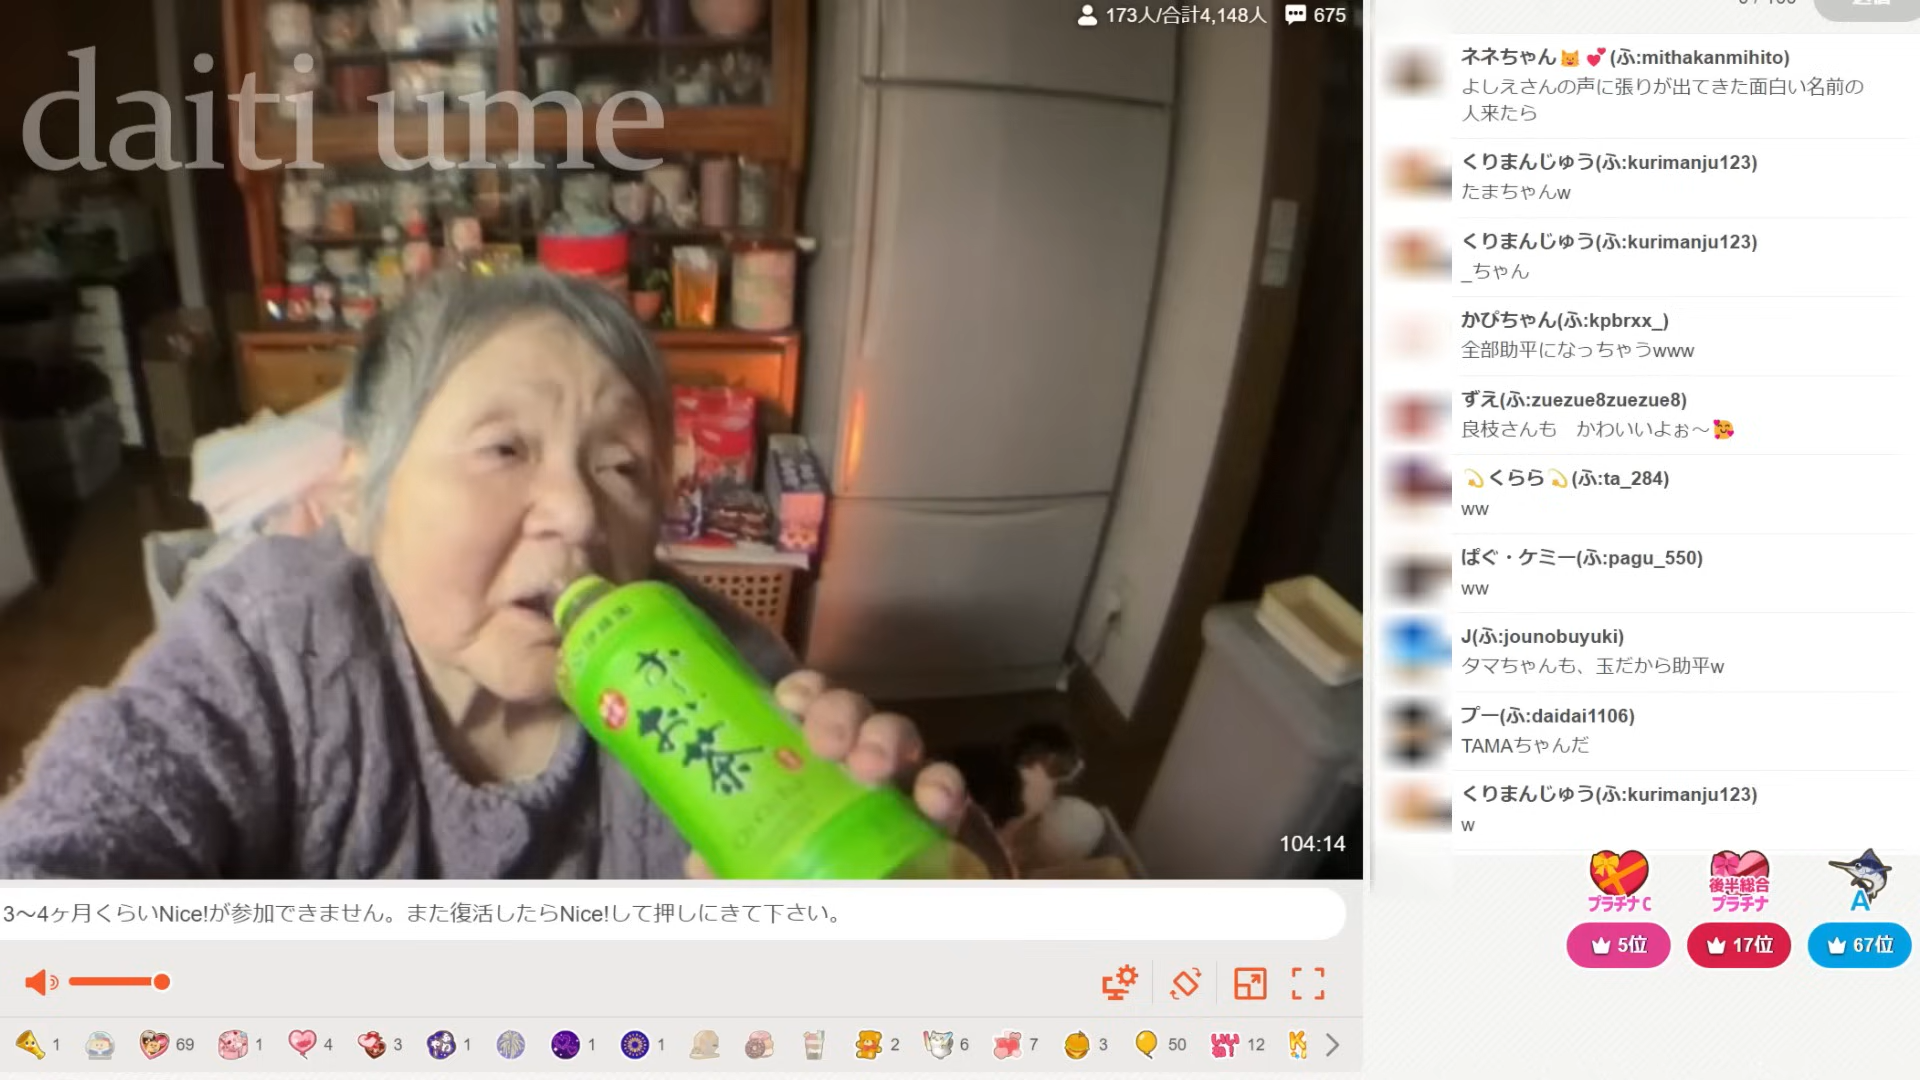 173人/合計4,148人 675
daiti ume
お〜いお茶
104:14
3〜4ヶ月くらいNice!が参加できません。また復活したらNice!して押しにきて下さい。
1 69 1 4 3 1 1 1 2 6 7 3 50 12
ネネちゃん🐱💕(ふ:mithakanmihito)
よしえさんの声に張りが出てきた面白い名前の
人来たら
くりまんじゅう(ふ:kurimanju123)
たまちゃんw
くりまんじゅう(ふ:kurimanju123)
_ちゃん
かぴちゃん(ふ:kpbrxx_)
全部助平になっちゃうwww
ずえ(ふ:zuezue8zuezue8)
良枝さんも　かわいいよぉ〜🥰
💫くらら💫(ふ:ta_284)
ww
ぱぐ・ケミー(ふ:pagu_550)
ww
J(ふ:jounobuyuki)
タマちゃんも、玉だから助平w
プー(ふ:daidai1106)
TAMAちゃんだ
くりまんじゅう(ふ:kurimanju123)
w
プラチナC
後半総合
プラチナ
A
5位 17位 67位